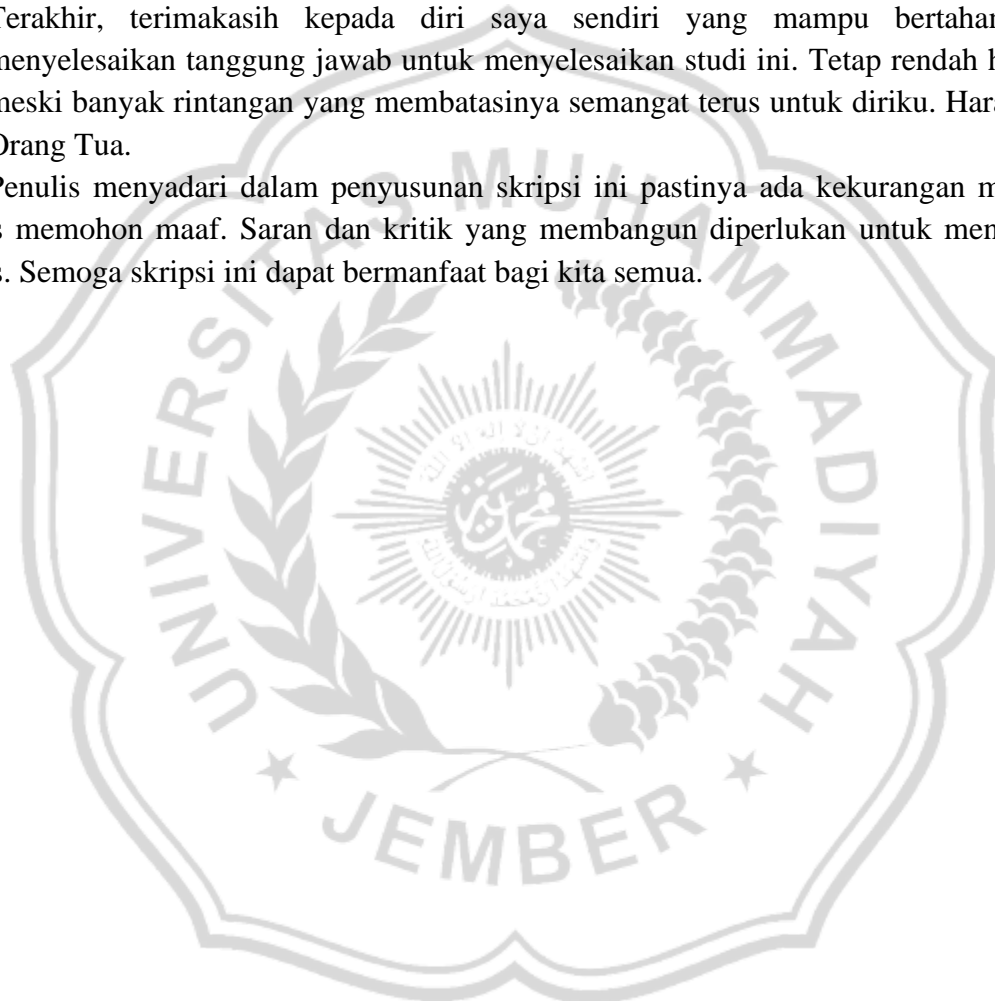 Terakhir, terimakasih kepada diri saya sendiri yang mampu bertahan
menyelesaikan tanggung jawab untuk menyelesaikan studi ini. Tetap rendah h
meski banyak rintangan yang membatasinya semangat terus untuk diriku. Hara
Orang Tua.
Penulis menyadari dalam penyusunan skripsi ini pastinya ada kekurangan m
s memohon maaf. Saran dan kritik yang membangun diperlukan untuk men
s. Semoga skripsi ini dapat bermanfaat bagi kita semua.
UNIVERSITAS MUHAMMADIYAH
JEMBER